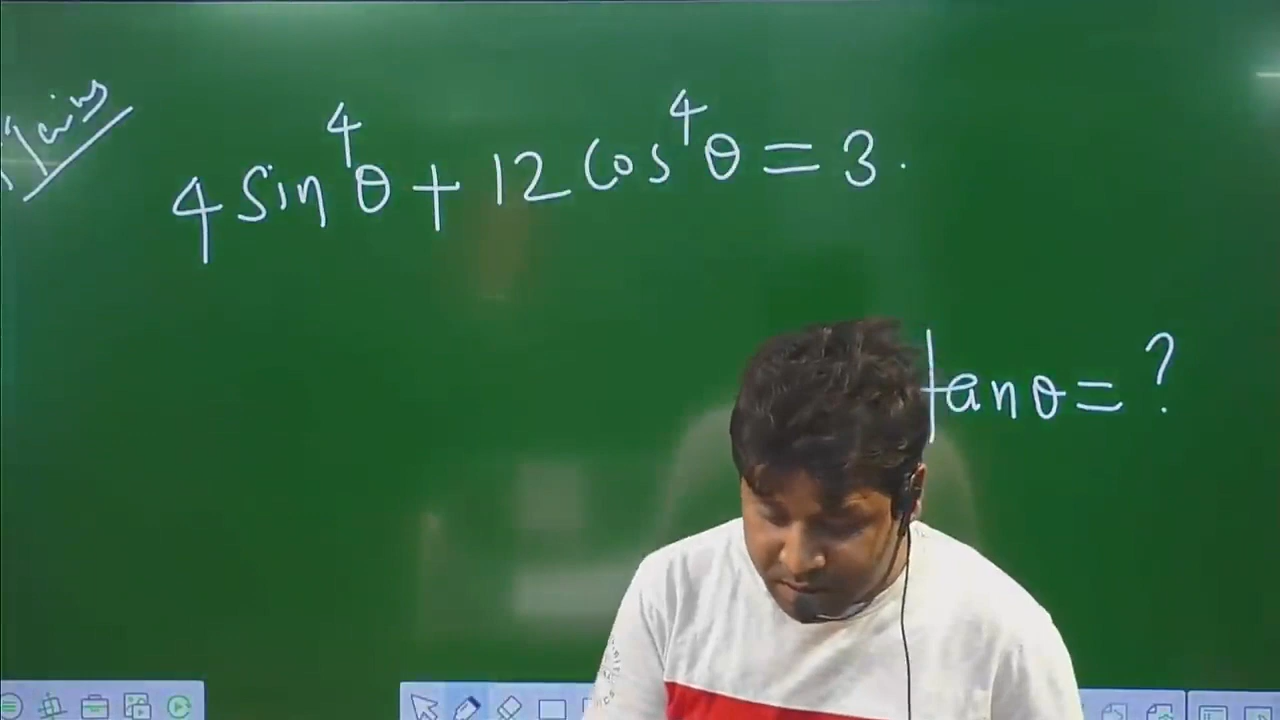 4 sin⁴θ + 12 cos⁴θ = 3.
tanθ = ?